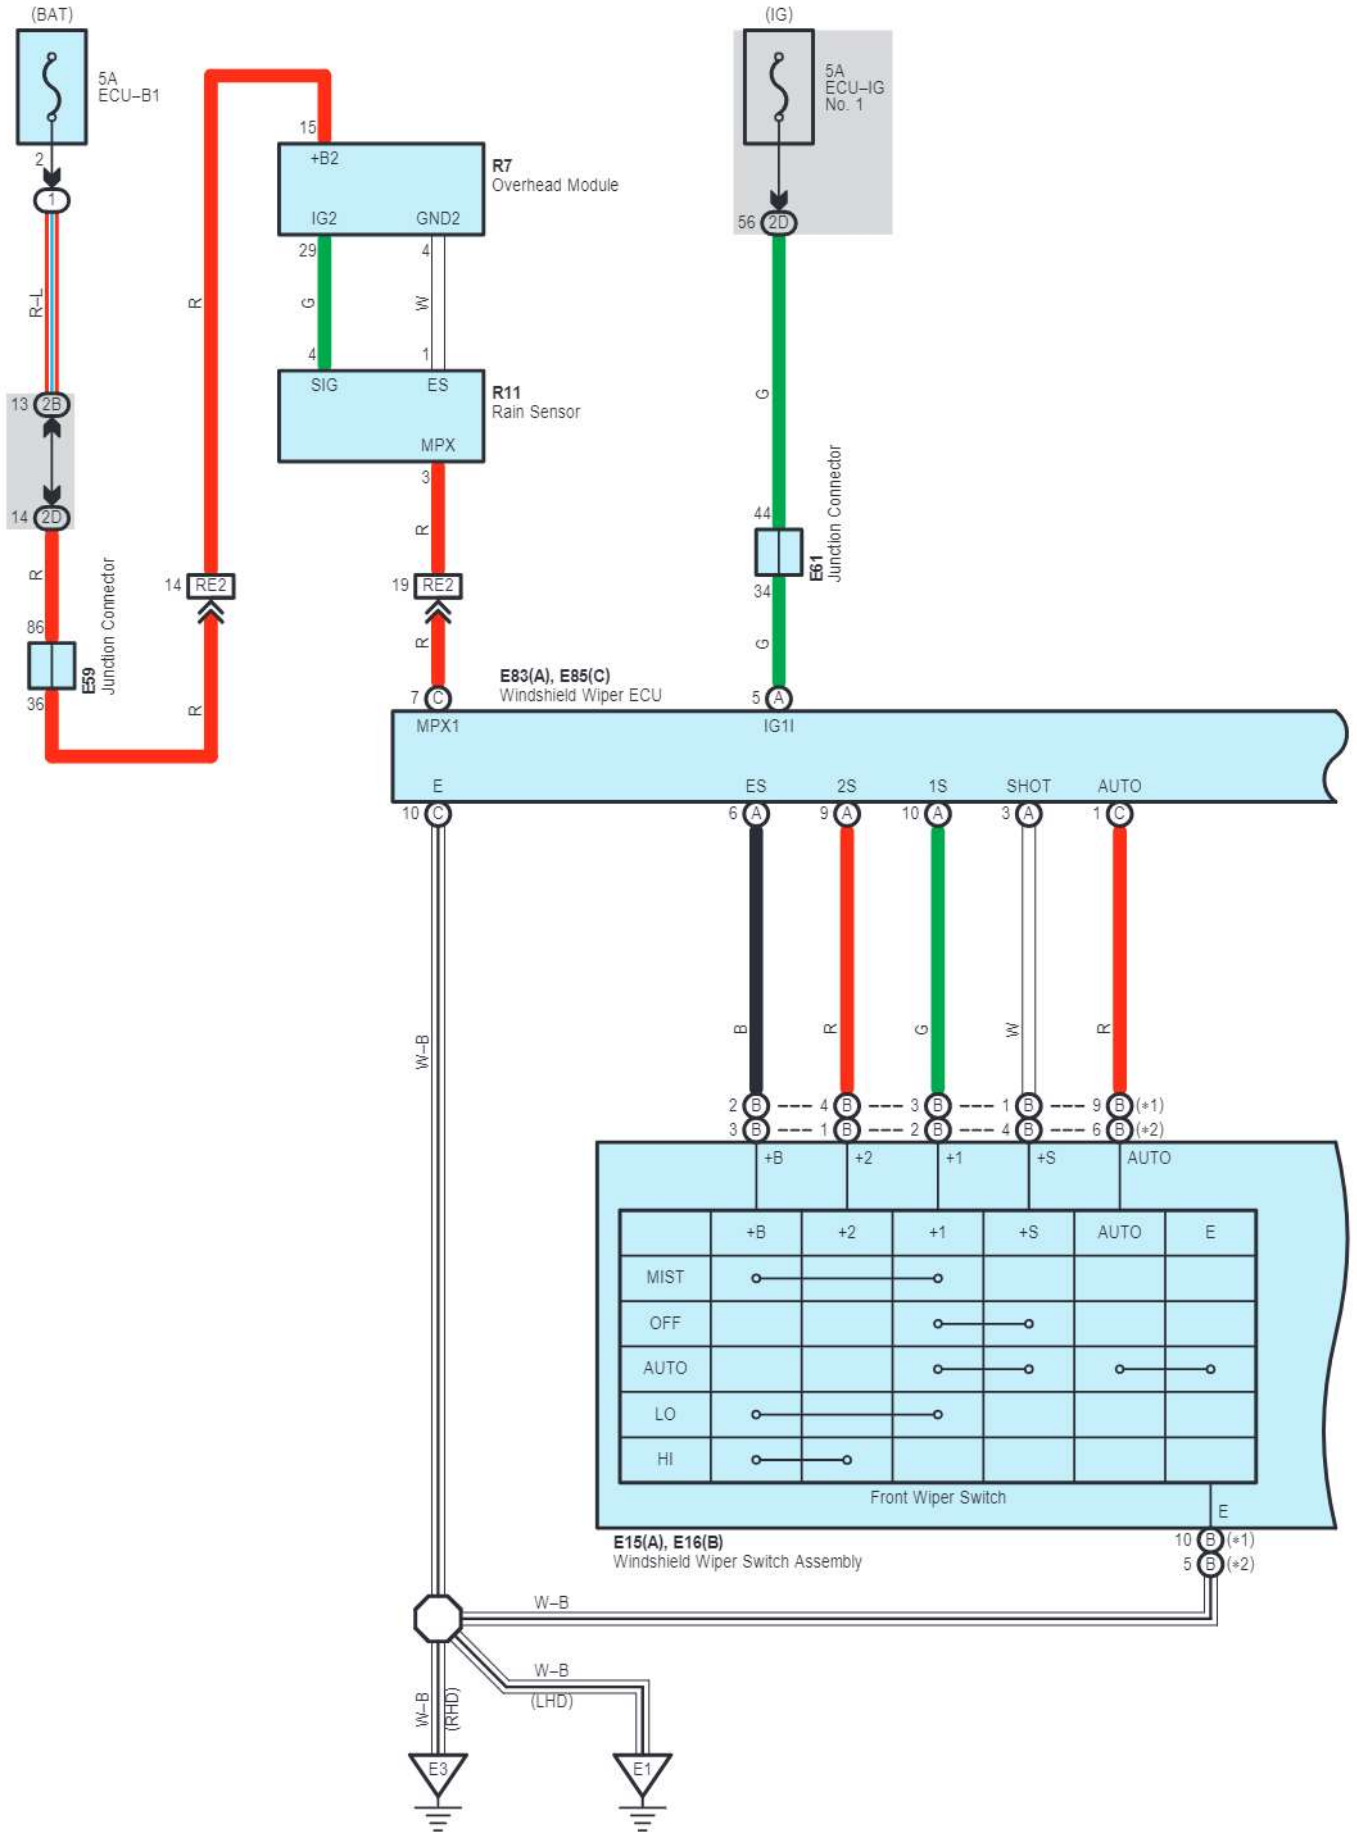 (BAT)
(IG)
5A
ECU–B1
5A
ECU–IG
No. 1
2
1
15
+B2
R7
Overhead Module
IG2
GND2
56
2D
29
4
R–L
R
G
W
4
1
SIG
ES
R11
Rain Sensor
MPX
G
13
2B
3
14
2D
R
44
E61
Junction Connector
34
R
86
E59
Junction Connector
36
14
RE2
19
RE2
R
R
G
E83(A), E85(C)
Windshield Wiper ECU
7
C
5
A
MPX1
IG1I
E
ES
2S
1S
SHOT
AUTO
10
C
6
A
9
A
10
A
3
A
1
C
W–B
B
R
G
W
R
2
B
4
B
3
B
1
B
9
B
(*1)
3
B
1
B
2
B
4
B
6
B
(*2)
+B
+2
+1
+S
AUTO
+B
+2
+1
+S
AUTO
E
MIST
OFF
AUTO
LO
HI
Front Wiper Switch
E
E15(A), E16(B)
Windshield Wiper Switch Assembly
10
B
(*1)
5
B
(*2)
W–B
W–B
(LHD)
W–B
(RHD)
E3
E1